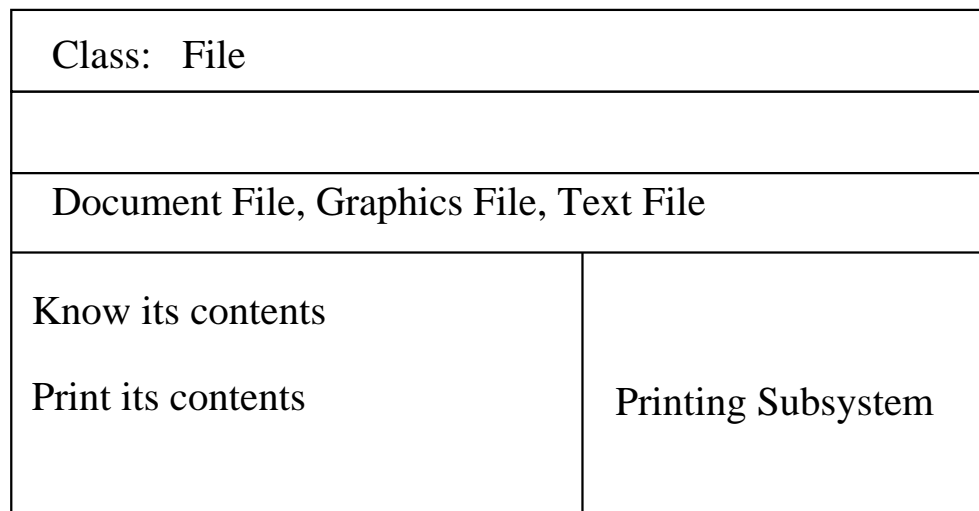 Class: File
Document File, Graphics File, Text File
Know its contents
Print its contents
Printing Subsystem